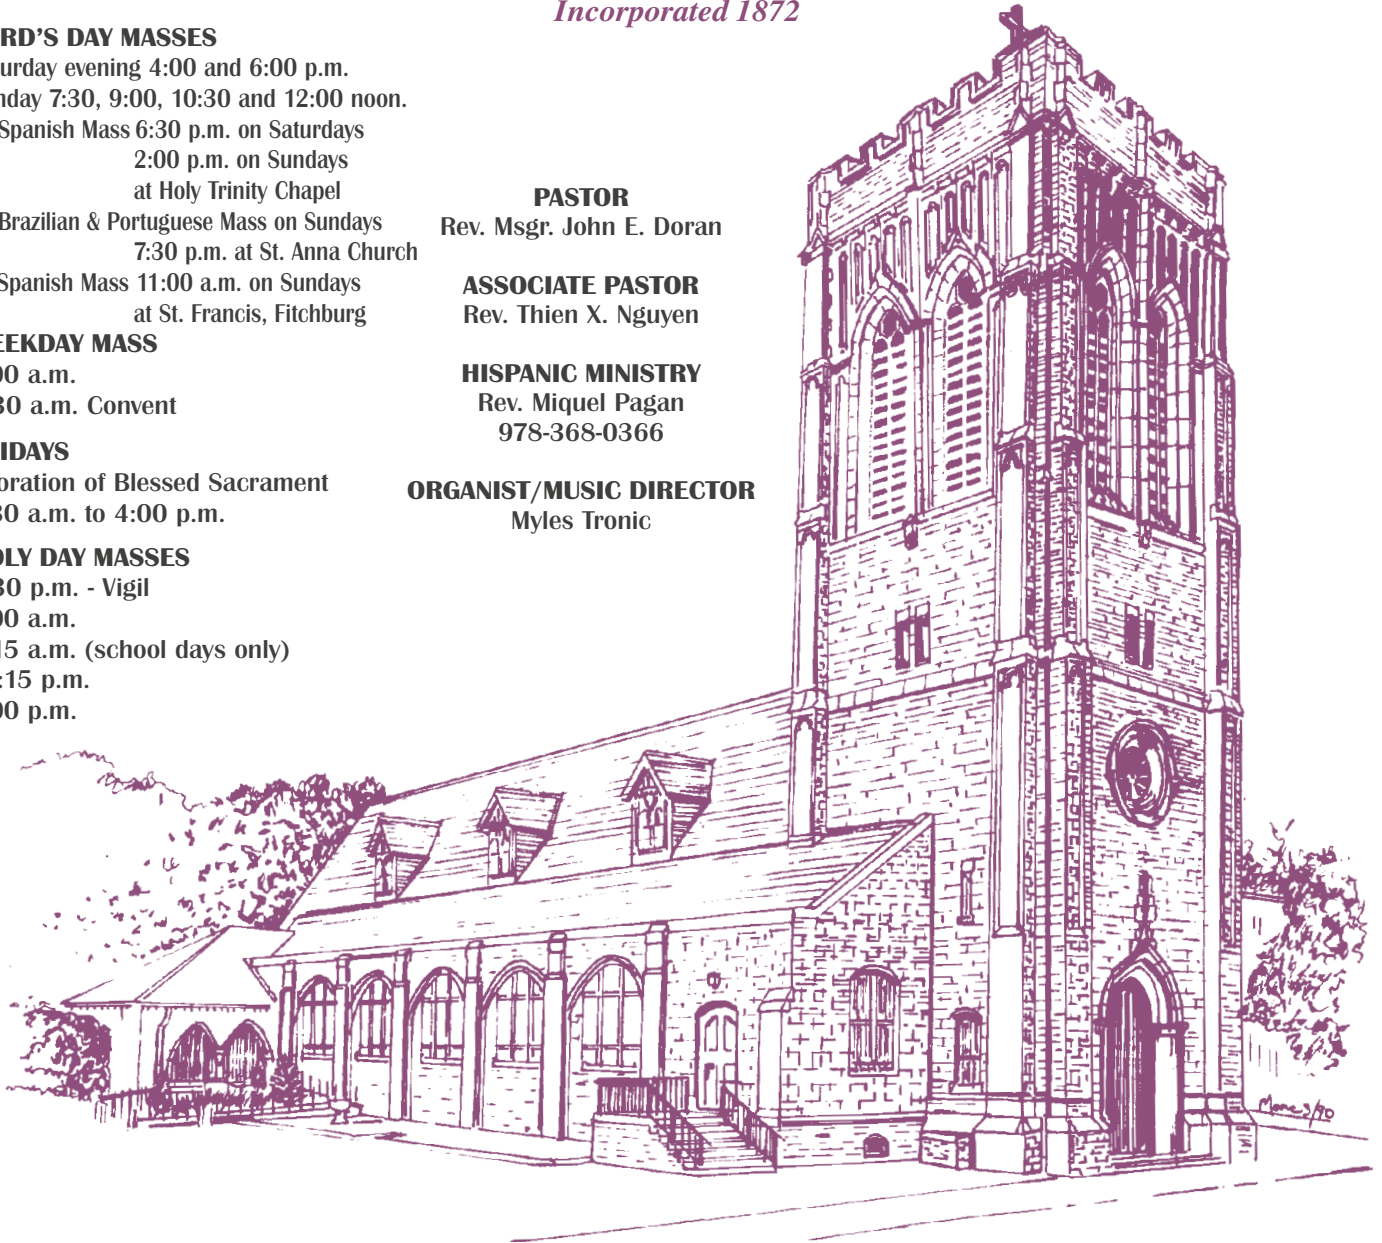 Incorporated 1872
RD'S DAY MASSES
urday evening 4:00 and 6:00 p.m.
nday 7:30, 9:00, 10:30 and 12:00 noon.
Spanish Mass 6:30 p.m. on Saturdays
2:00 p.m. on Sundays
at Holy Trinity Chapel
Brazilian & Portuguese Mass on Sundays
7:30 p.m. at St. Anna Church
Spanish Mass 11:00 a.m. on Sundays
at St. Francis, Fitchburg
EEKDAY MASS
00 a.m.
30 a.m. Convent
IDAYS
oration of Blessed Sacrament
30 a.m. to 4:00 p.m.
OLY DAY MASSES
30 p.m. - Vigil
00 a.m.
15 a.m. (school days only)
:15 p.m.
00 p.m.
PASTOR
Rev. Msgr. John E. Doran
ASSOCIATE PASTOR
Rev. Thien X. Nguyen
HISPANIC MINISTRY
Rev. Miquel Pagan
978-368-0366
ORGANIST/MUSIC DIRECTOR
Myles Tronic